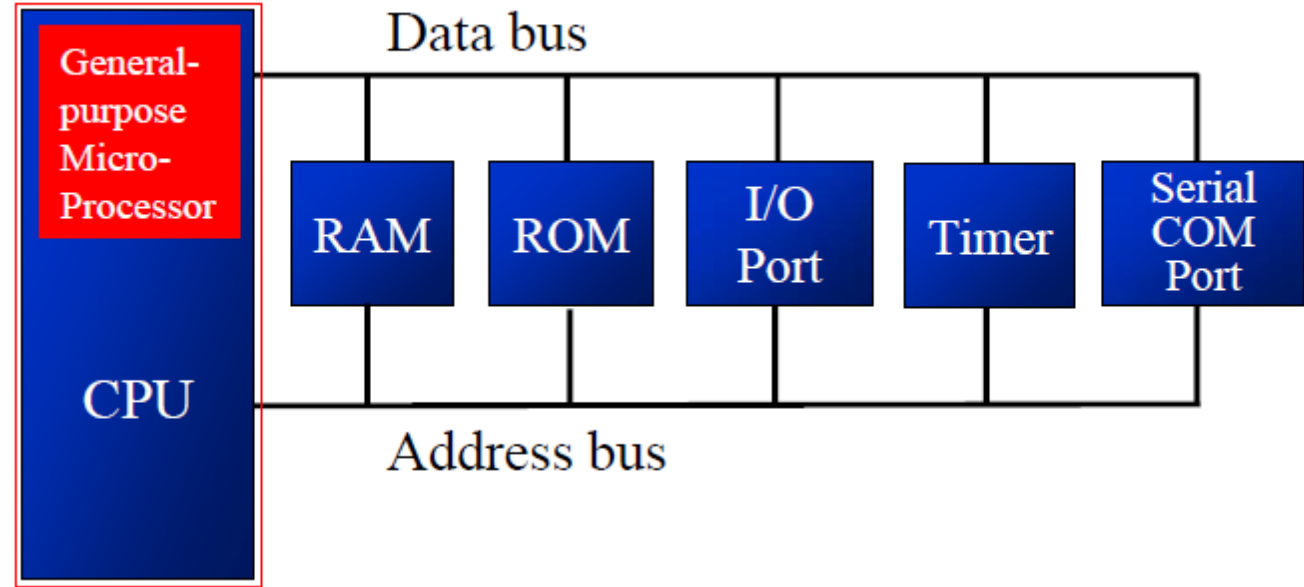 General-
purpose
Micro-
Processor
CPU
Data bus
RAM
ROM
I/O
Port
Timer
Serial
COM
Port
Address bus